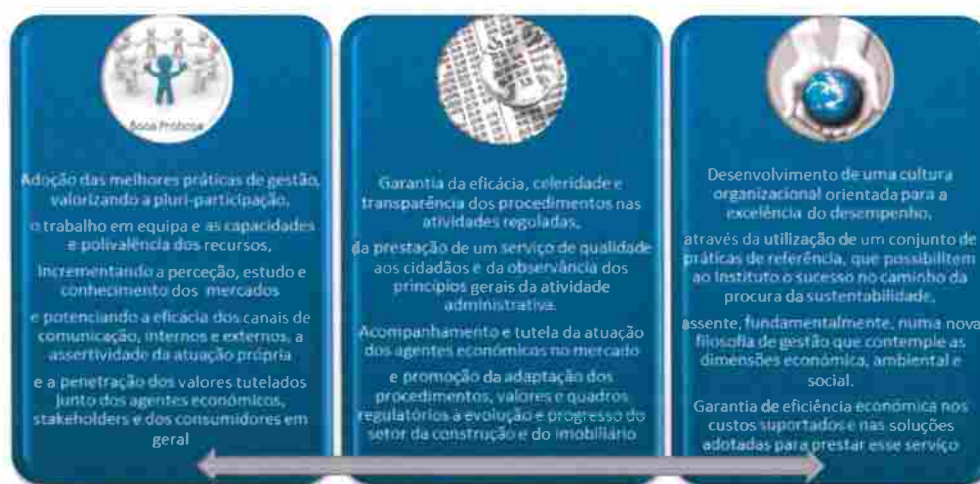 Adoção das melhores práticas de gestão,
valorizando a pluri-participação,
o trabalho em equipa e as capacidades
e polivalência dos recursos,
Incrementando a perceção, estudo e
conhecimento dos mercados
e potenciando a eficácia dos canais de
comunicação, internos e externos, a
assertividade da atuação própria
e a penetração dos valores tutelados
junto dos agentes económicos,
stakeholders e dos consumidores em
geral
Garantia da eficácia, celeridade e
transparência dos procedimentos nas
atividades reguladas,
da prestação de um serviço de qualidade
aos cidadãos e da observância dos
princípios gerais da atividade
administrativa.
Acompanhamento e tutela da atuação
dos agentes económicos no mercado
e promoção da adaptação dos
procedimentos, valores e quadros
regulatórios à evolução e progresso do
setor da construção e do imobiliário
Desenvolvimento de uma cultura
organizacional orientada para a
excelência do desempenho,
através da utilização de um conjunto de
práticas de referência, que possibilitem
ao Instituto o sucesso no caminho da
procura da sustentabilidade,
assente, fundamentalmente, numa nova
filosofia de gestão que contemple as
dimensões económica, ambiental e
social.
Garantia de eficiência económica nos
custos suportados e nas soluções
adotadas para prestar esse serviço